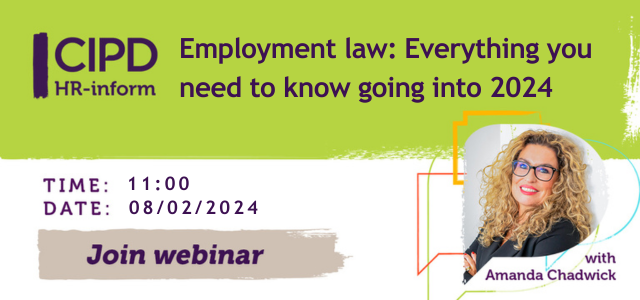 CIPD
HR-inform
Employment law: Everything you
need to know going into 2024
TIME: 11:00
DATE: 08/02/2024
Join webinar
with
Amanda Chadwick